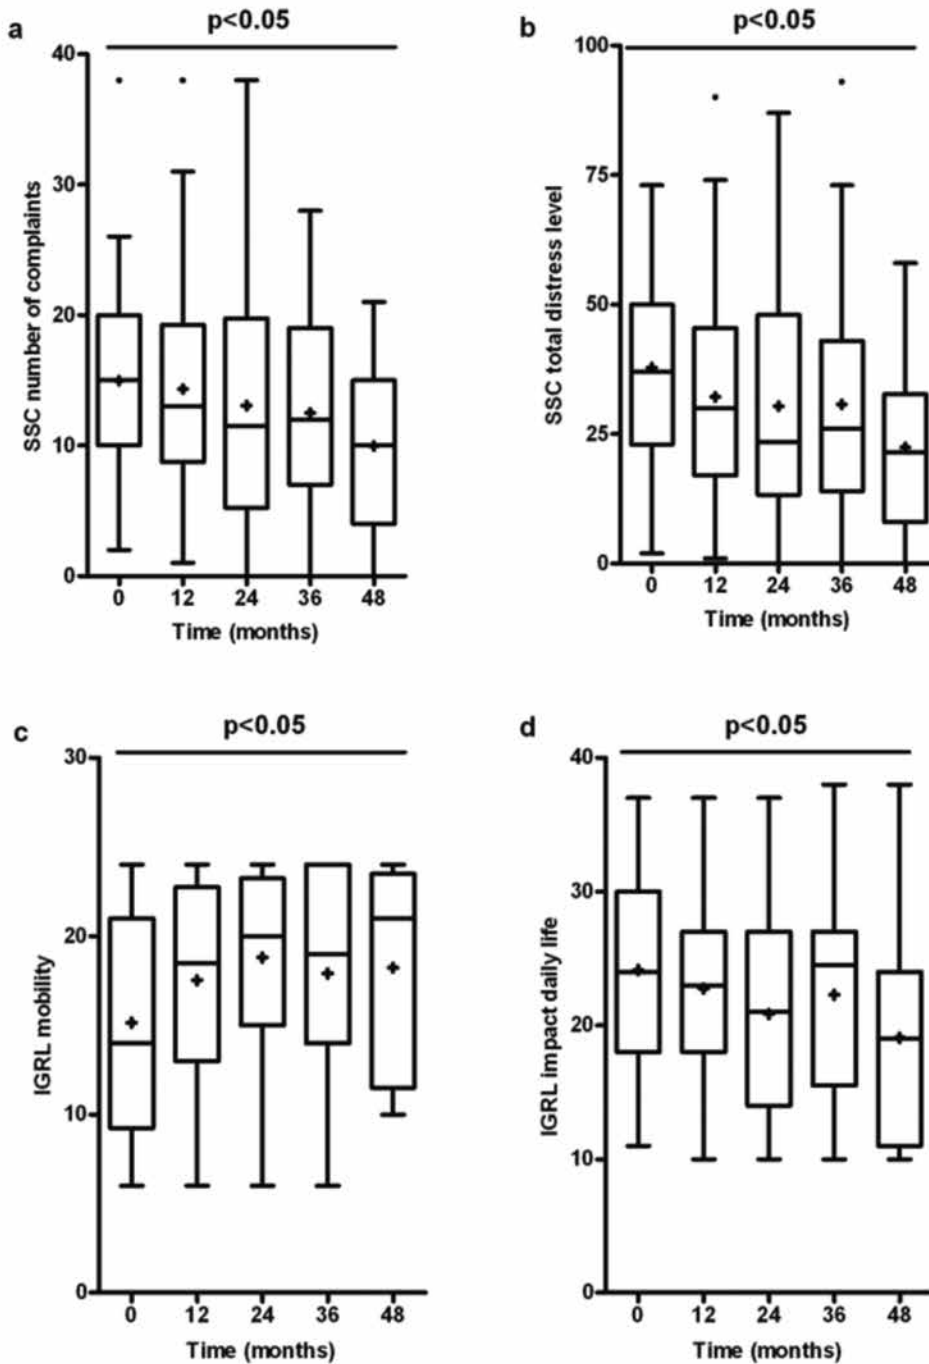 a
p<0.05
40
30
20
10
0
SSC number of complaints
0 12 24 36 48
Time (months)
b
p<0.05
100
75
50
25
0
SSC total distress level
0 12 24 36 48
Time (months)
c
p<0.05
30
20
10
0
IGRL mobility
0 12 24 36 48
Time (months)
d
p<0.05
40
30
20
10
0
IGRL impact daily life
0 12 24 36 48
Time (months)